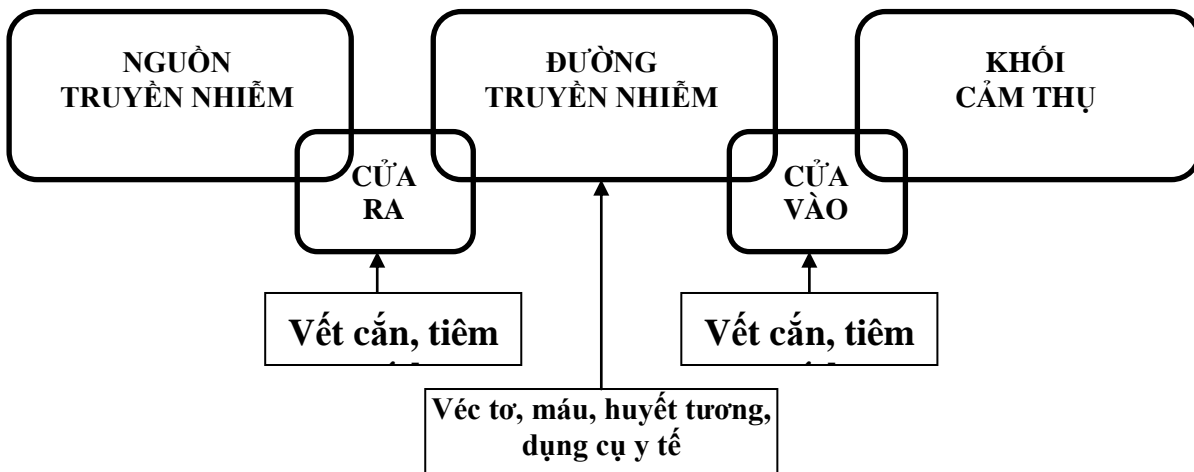 NGUỒN
TRUYỀN NHIỄM
ĐƯỜNG
TRUYỀN NHIỄM
KHỐI
CẢM THỤ
CỬA
RA
CỬA
VÀO
Vết cắn, tiêm
Vết cắn, tiêm
Véc tơ, máu, huyết tương,
dụng cụ y tế